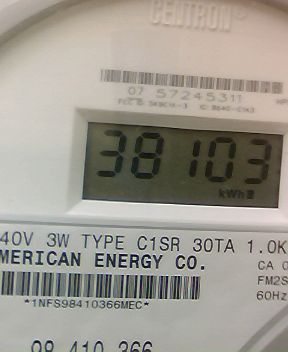 CENTRON
07 57245311
38103
kWh
40V 3W TYPE C1SR 30TA 1.0K
MERICAN ENERGY CO.
CA 0
FM2S
60Hz
*1NFS98410366MEC*
98 410 366